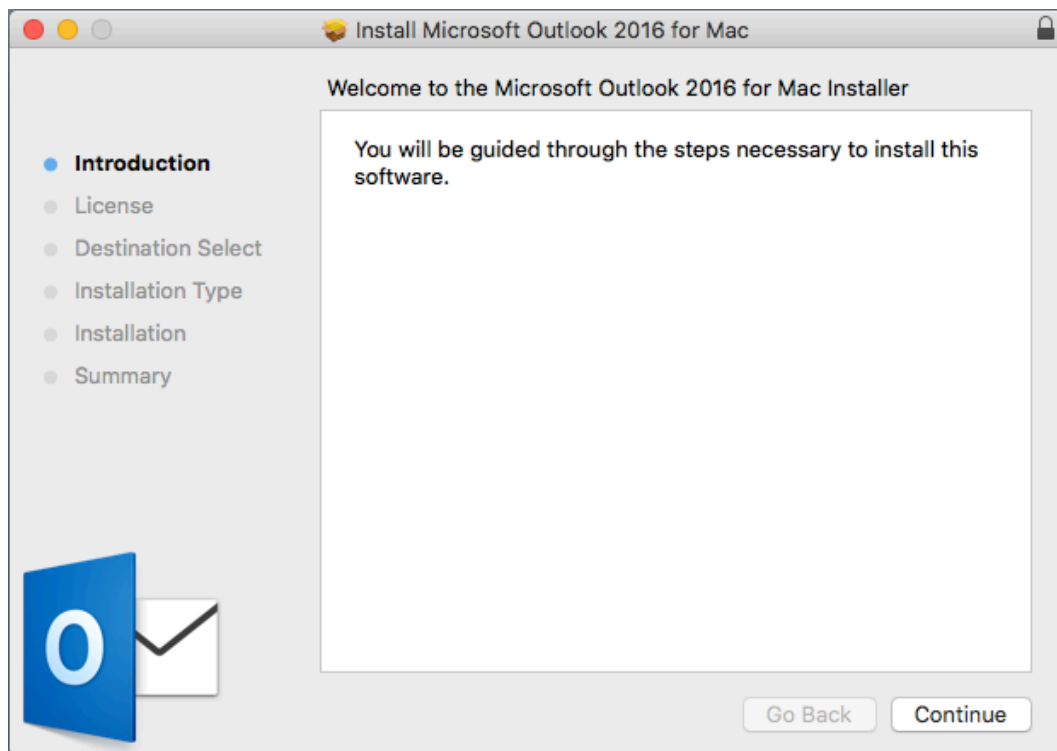 Install Microsoft Outlook 2016 for Mac
Welcome to the Microsoft Outlook 2016 for Mac Installer
Introduction
License
Destination Select
Installation Type
Installation
Summary
You will be guided through the steps necessary to install this
software.
O
Go Back
Continue